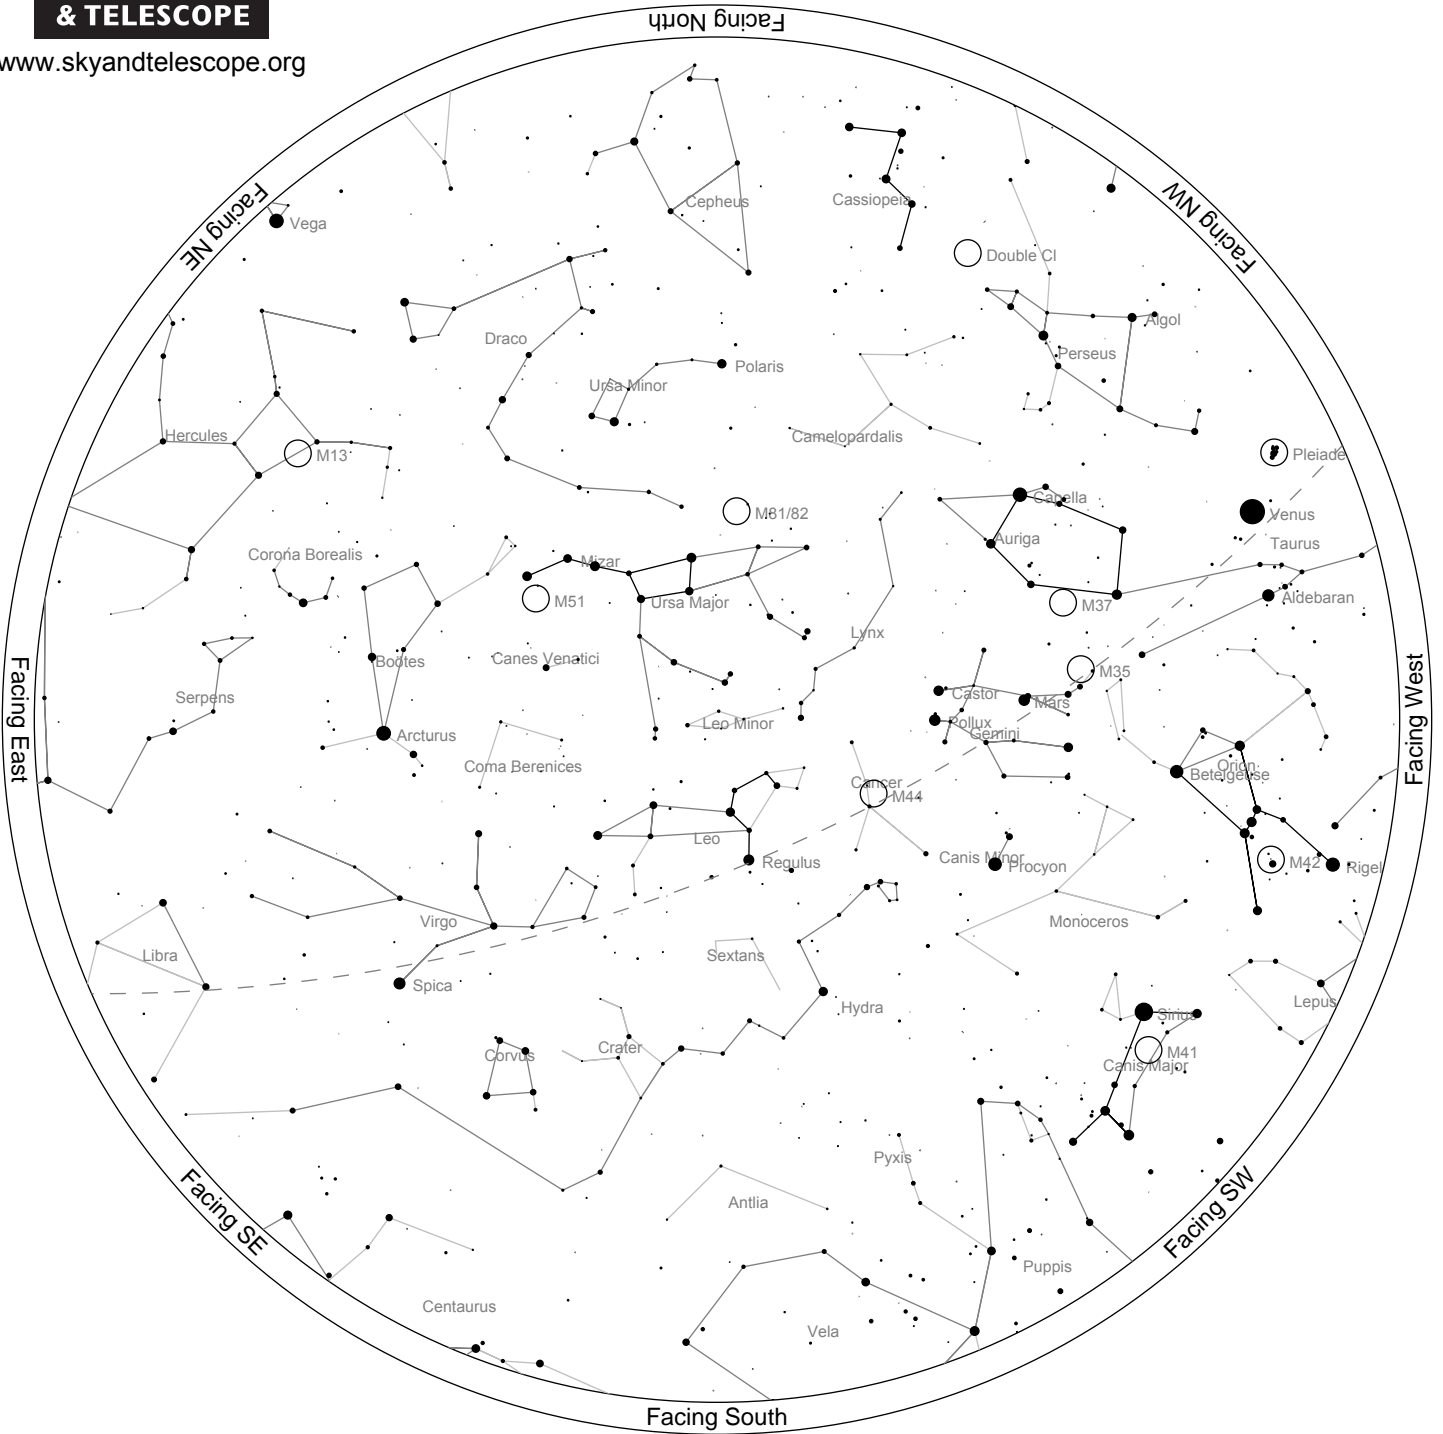 & TELESCOPE
www.skyandtelescope.org
Facing North
Cepheus
Cassiopeia
Facing NE
Facing NW
Vega
Double Cl
Algol
Draco
Perseus
Polaris
Ursa Minor
Hercules
Camelopardalis
M13
Pleiade
Capella
M81/82
Venus
Auriga
Taurus
Corona Borealis
Mizar
M51
Ursa Major
M37
Aldebaran
Lynx
Boötes
Canes Venatici
M35
Serpens
Castor
Mars
Facing East
Facing West
Arcturus
Leo Minor
Pollux
Gemini
Coma Berenices
Orion
Betelgeuse
Cancer
M44
Leo
Regulus
Canis Minor
Procyon
M42
Rigel
Virgo
Monoceros
Libra
Sextans
Spica
Hydra
Lepus
Sirius
Corvus
Crater
M41
Canis Major
Pyxis
Antlia
Facing SE
Facing SW
Puppis
Centaurus
Vela
Facing South